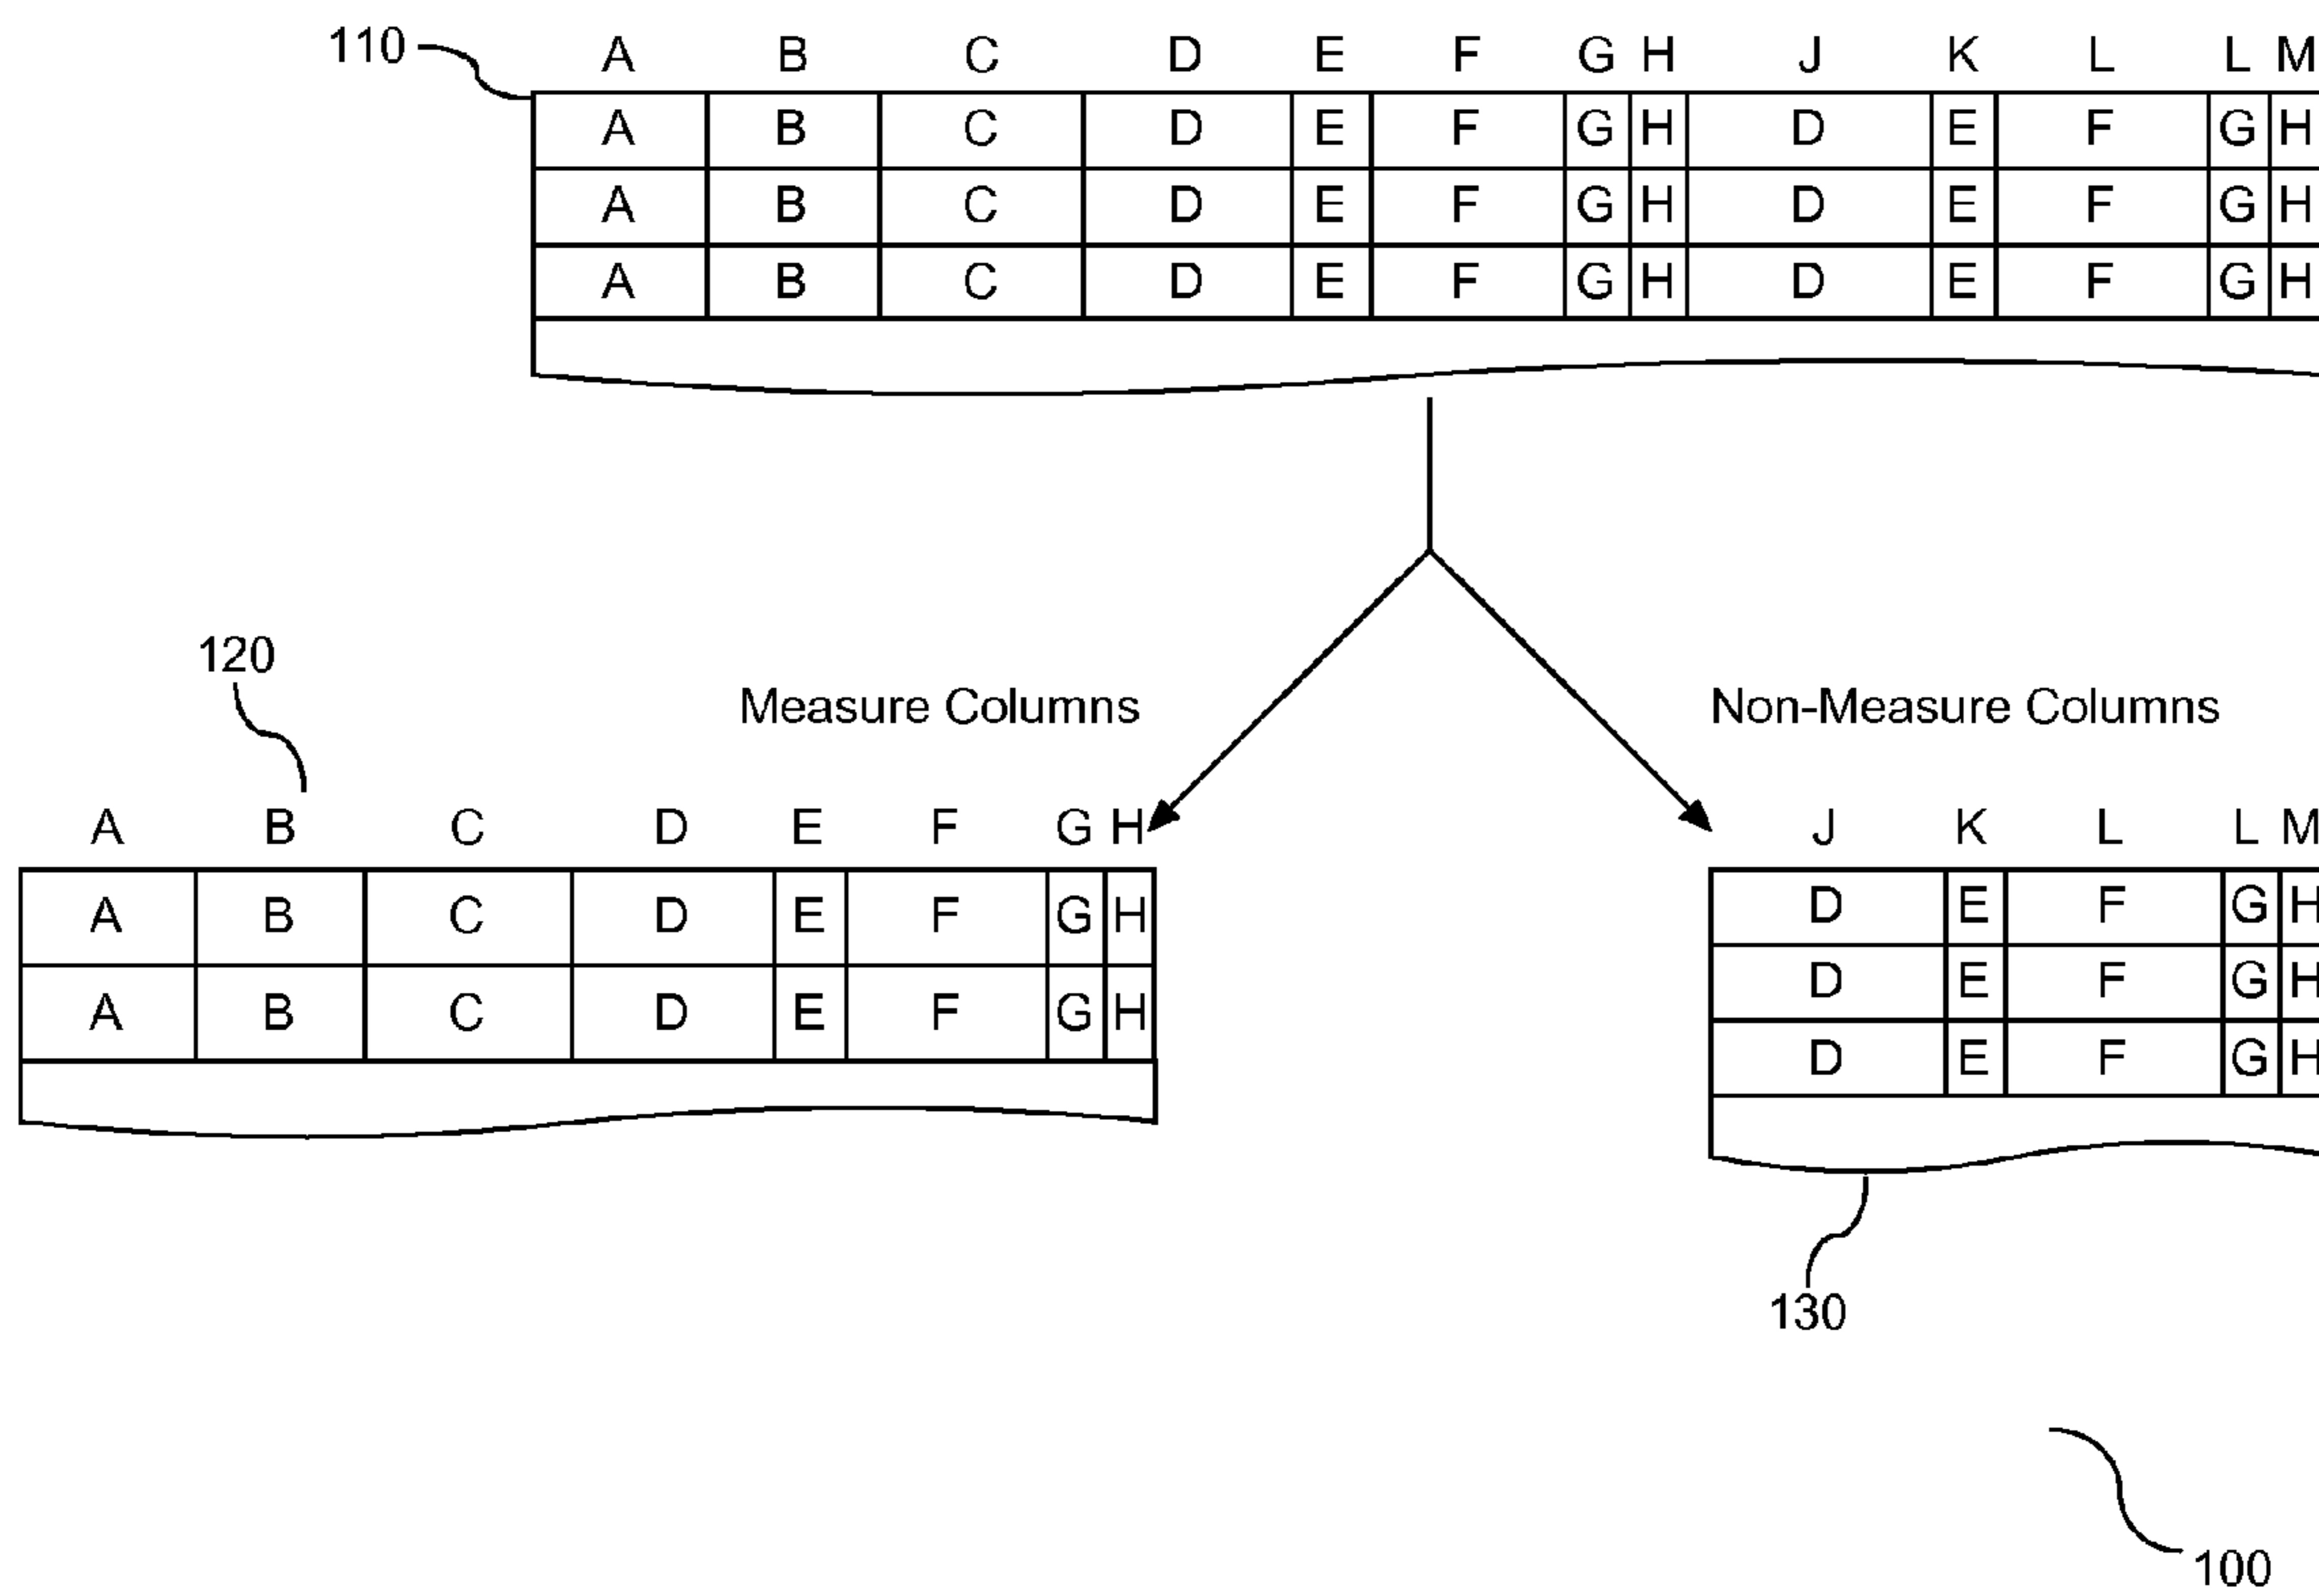 110
A B C D E F G H J K L L M
A B C D E F G H D E F G H
A B C D E F G H D E F G H
A B C D E F G H D E F G H
120
Measure Columns
Non-Measure Columns
A B C D E F G H
A B C D E F G H
A B C D E F G H
J K L L M
D E F G H
D E F G H
D E F G H
130
100